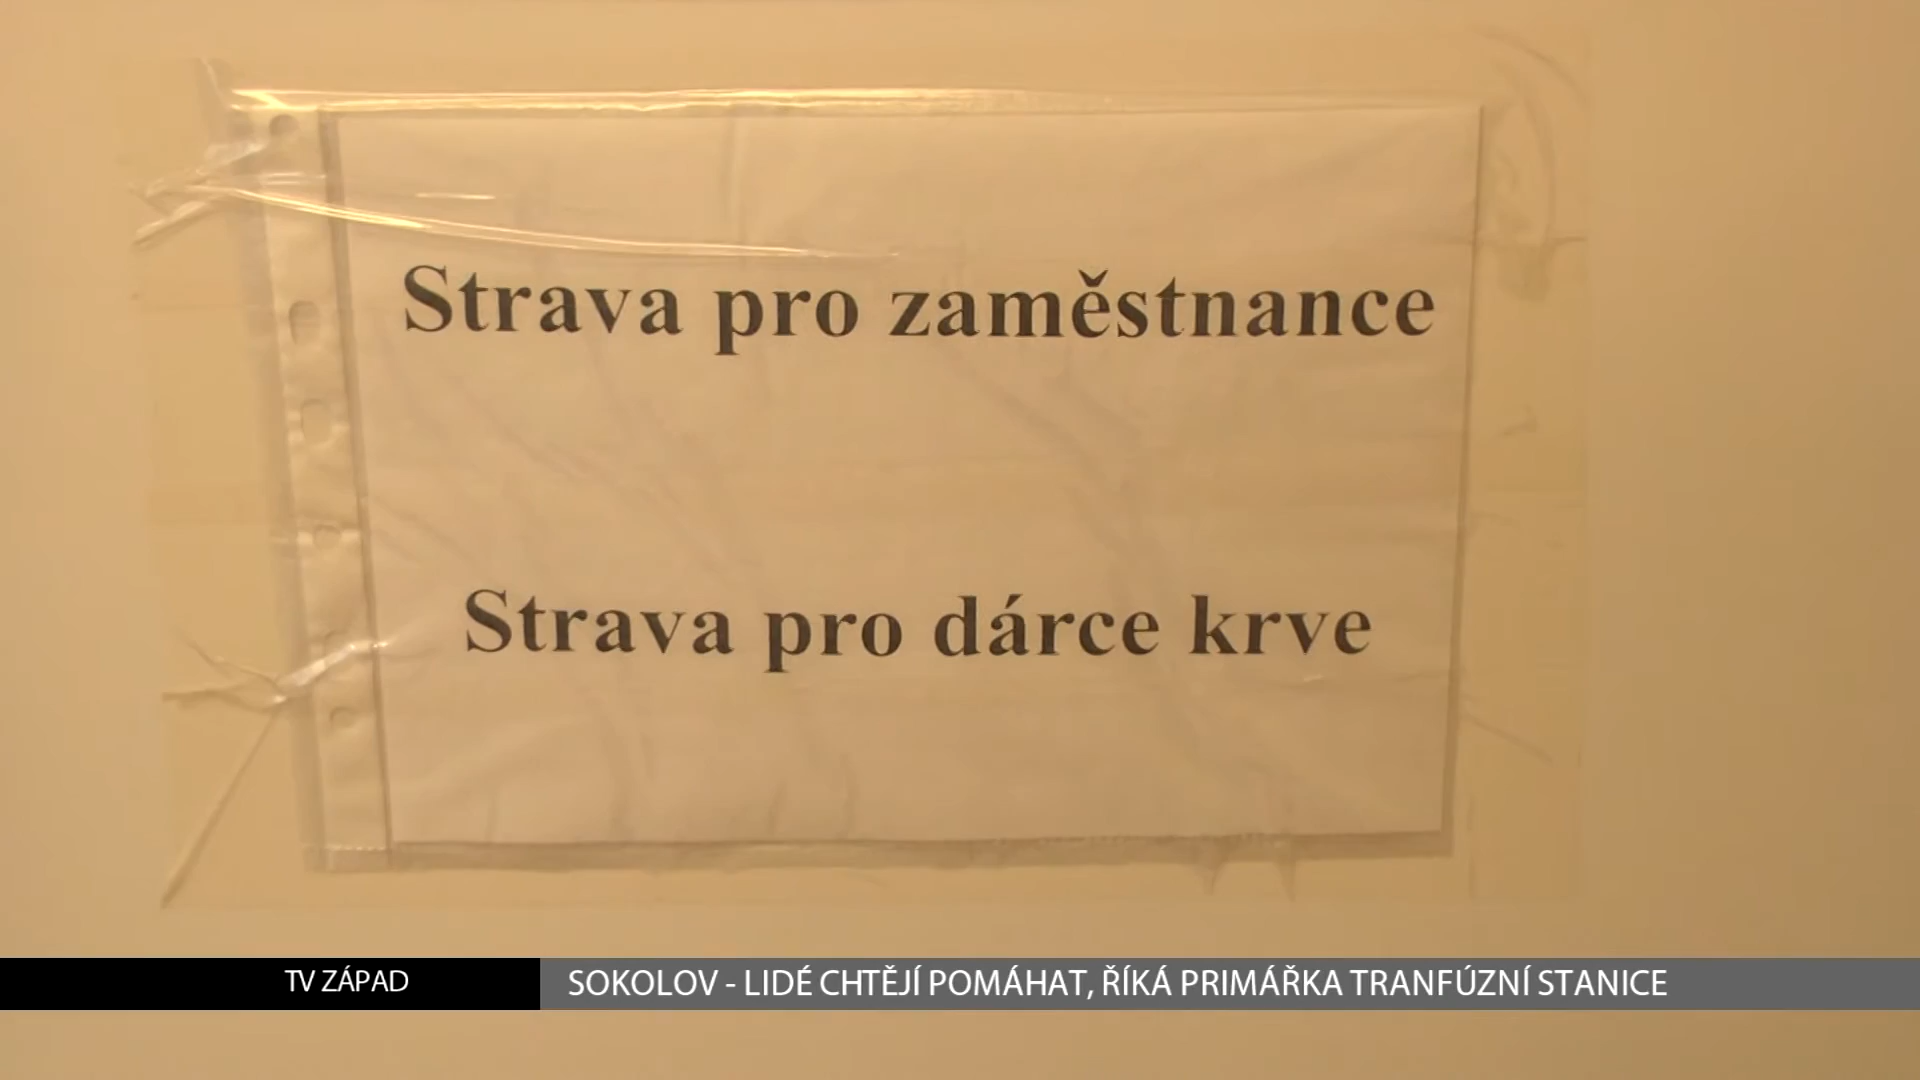 Strava pro zaměstnance
Strava pro dárce krve
TV ZÁPAD
SOKOLOV - LIDÉ CHTĚJÍ POMÁHAT, ŘÍKÁ PRIMÁŘKA TRANFÚZNÍ STANICE